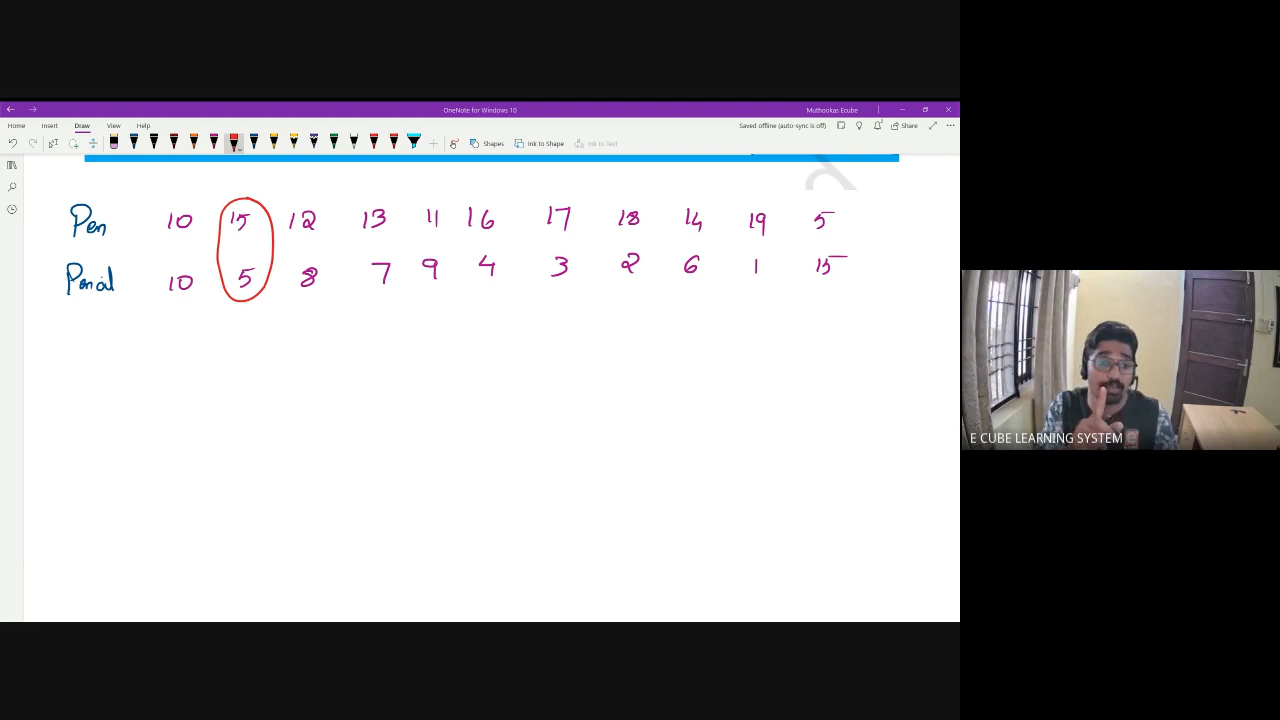 OneNote for Windows 10
Muthookas Ecube
Home Insert Draw View Help
Saved offline (auto-sync is off) Share
Shapes Ink to Shape Ink to Text
Pen 10 15 12 13 11 16 17 18 14 19 5
Pencil 10 5 8 7 9 4 3 2 6 1 15
E CUBE LEARNING SYSTEM